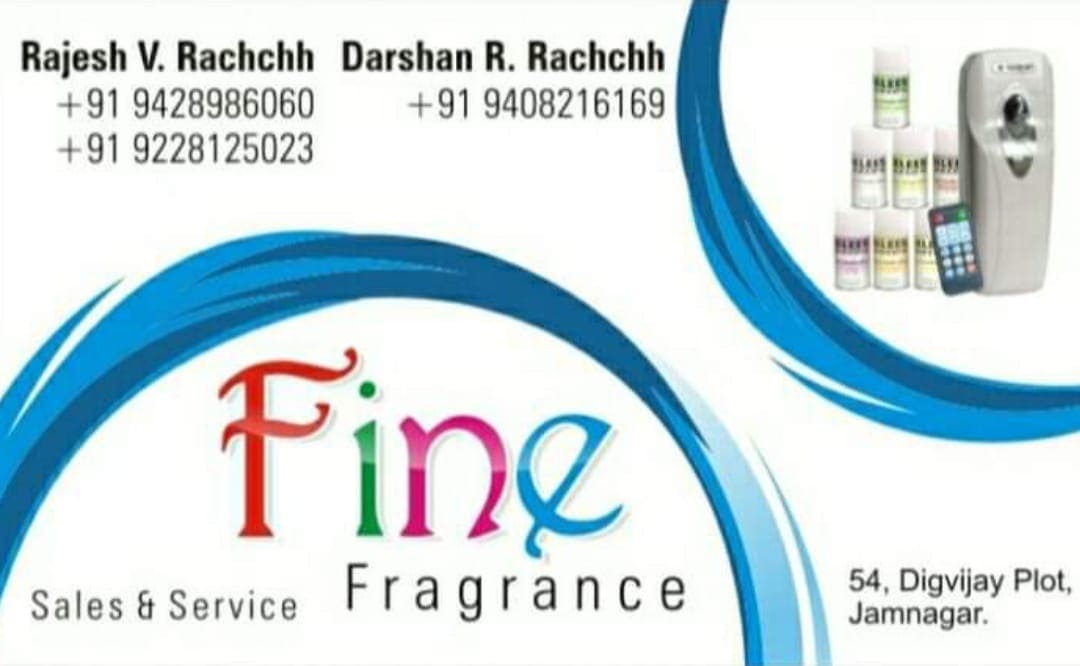 Rajesh V. Rachchh
+91 9428986060
+91 9228125023
Darshan R. Rachchh
+91 9408216169
Fine
Fragrance
Sales & Service
54, Digvijay Plot,
Jamnagar.